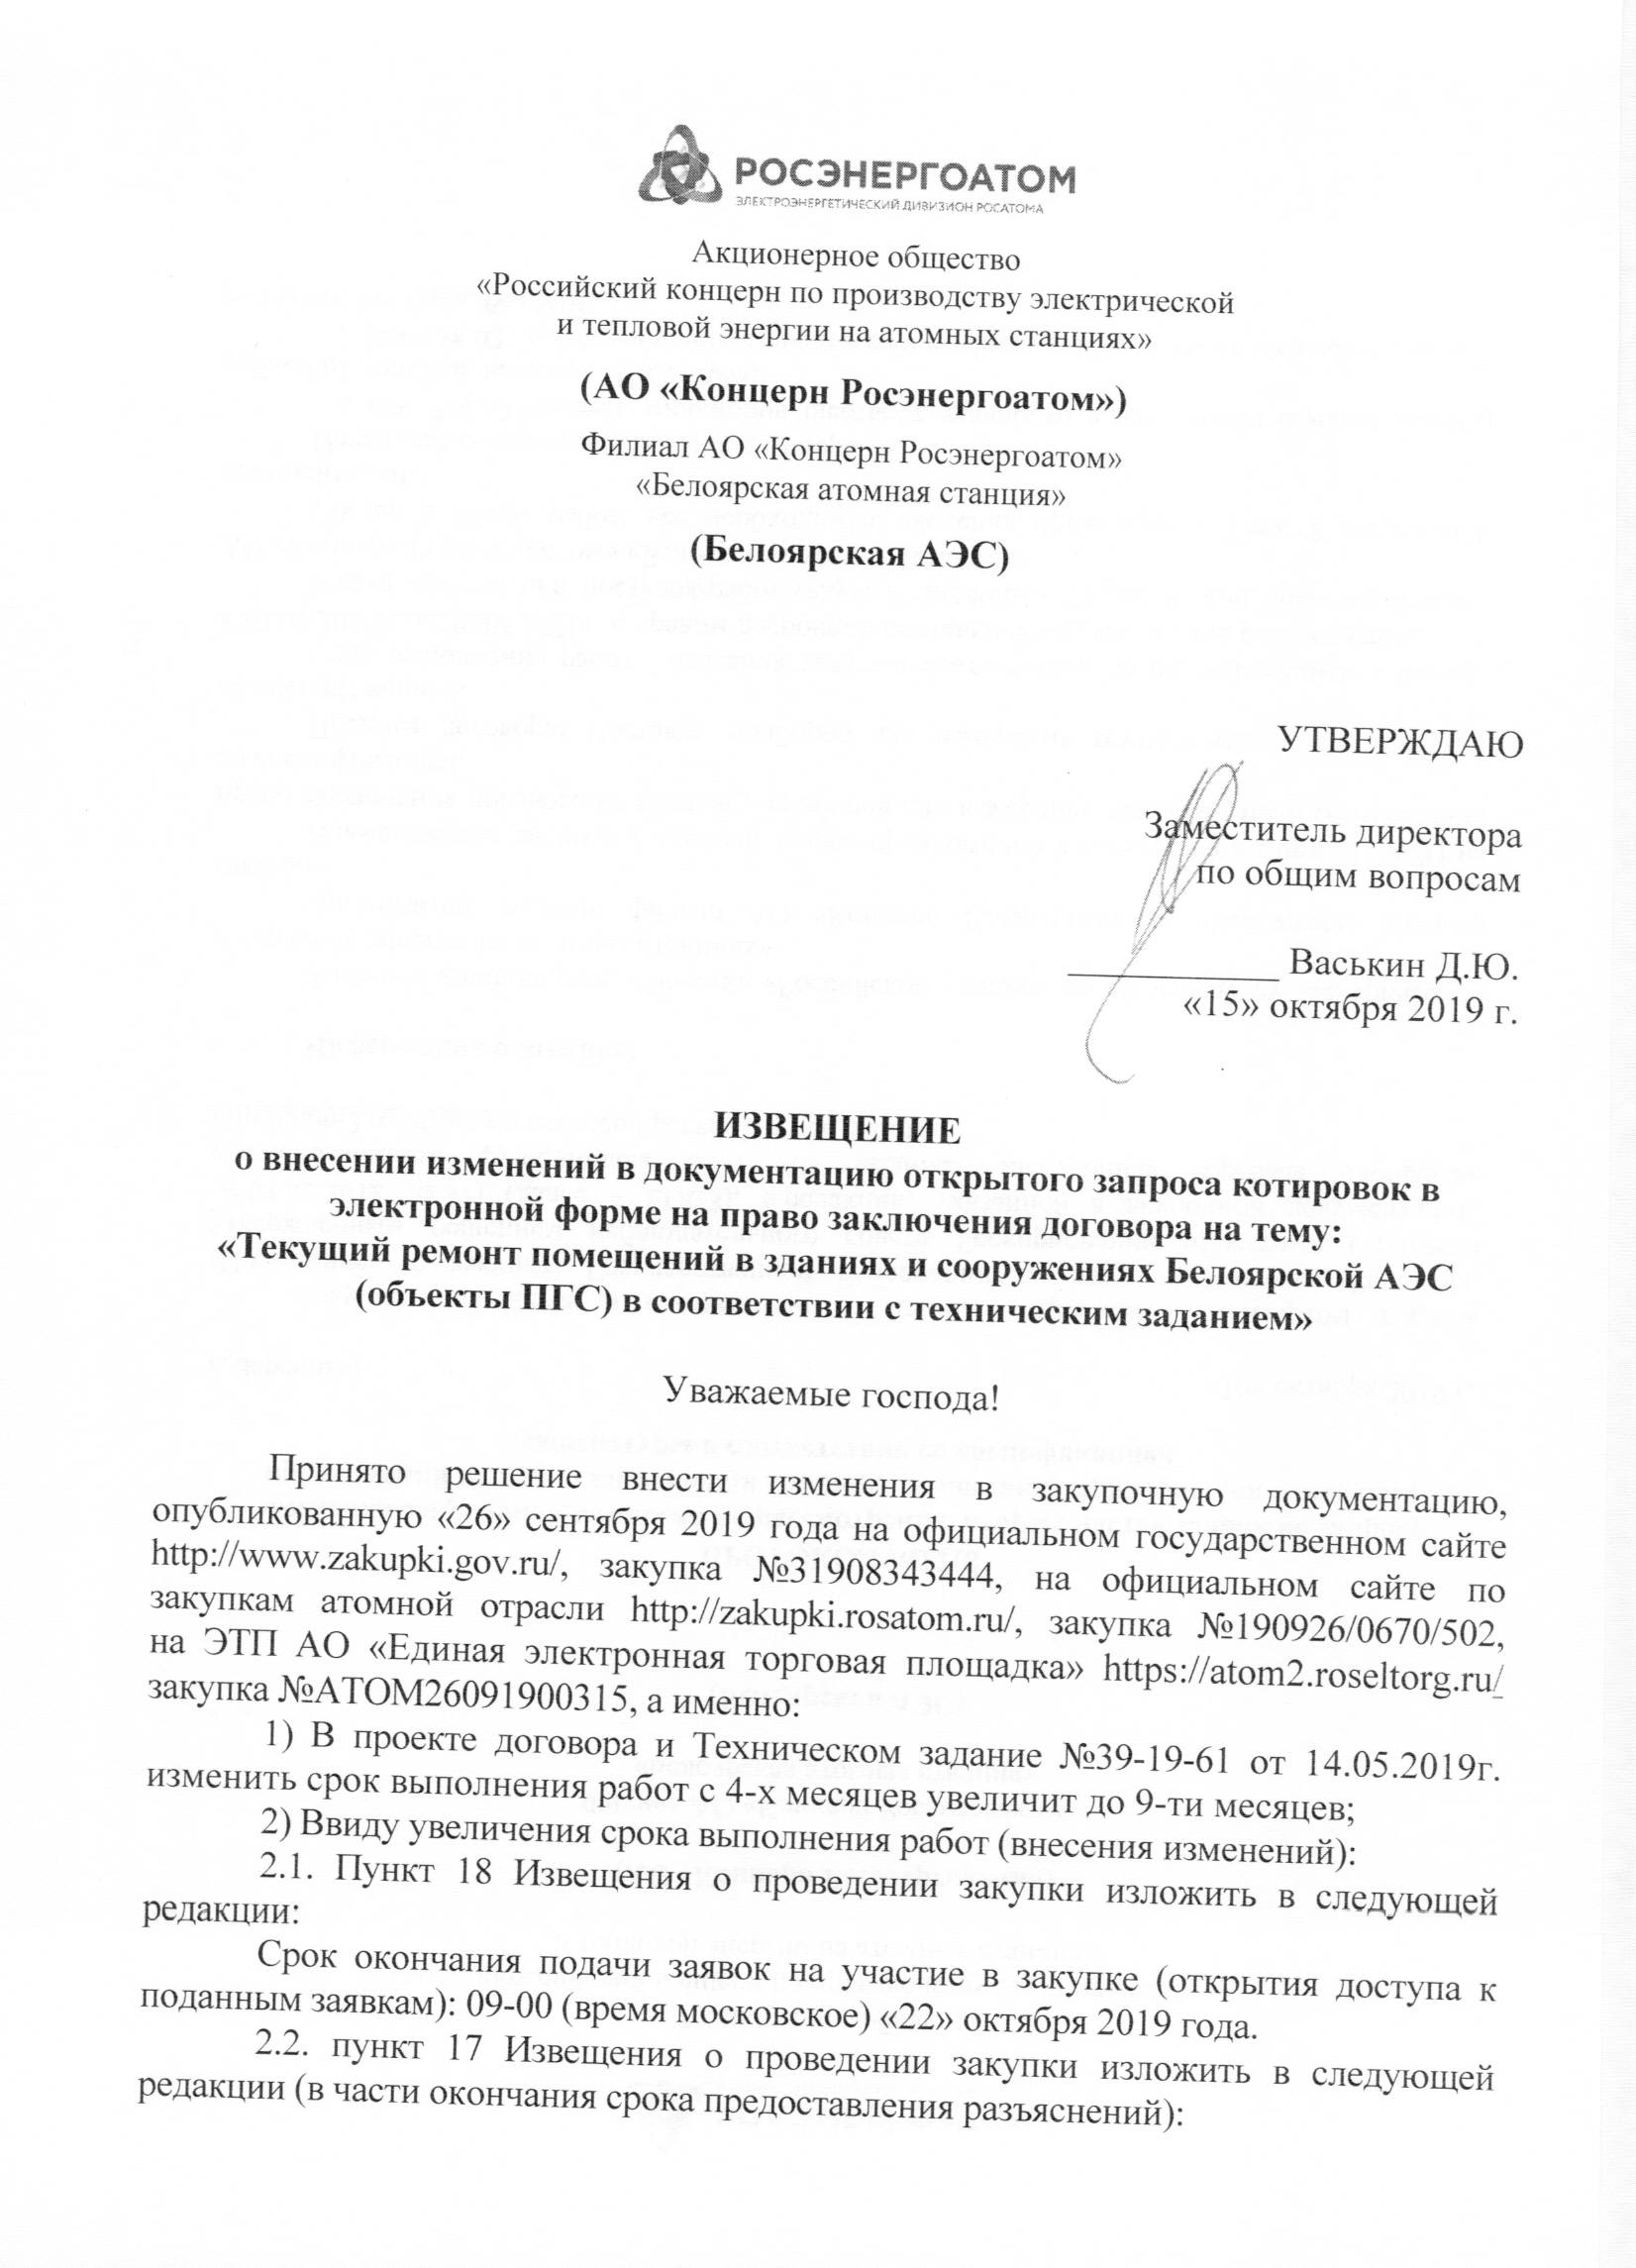 РОСЭНЕРГОАТОМ
ЭЛЕКТРОЭНЕРГЕТИЧЕСКИЙ ДИВИЗИОН РОСАТОМА
Акционерное общество
«Российский концерн по производству электрической
и тепловой энергии на атомных станциях»
(АО «Концерн Росэнергоатом»)
Филиал АО «Концерн Росэнергоатом»
«Белоярская атомная станция»
(Белоярская АЭС)
УТВЕРЖДАЮ
Заместитель директора
по общим вопросам
___________ Васькин Д.Ю.
«15» октября 2019 г.
ИЗВЕЩЕНИЕ
о внесении изменений в документацию открытого запроса котировок в
электронной форме на право заключения договора на тему:
«Текущий ремонт помещений в зданиях и сооружениях Белоярской АЭС
(объекты ПГС) в соответствии с техническим заданием»
Уважаемые господа!
Принято решение внести изменения в закупочную документацию,
опубликованную «26» сентября 2019 года на официальном государственном сайте
http://www.zakupki.gov.ru/, закупка №31908343444, на официальном сайте по
закупкам атомной отрасли http://zakupki.rosatom.ru/, закупка №190926/0670/502,
на ЭТП АО «Единая электронная торговая площадка» https://atom2.roseltorg.ru/
закупка №ATOM26091900315, а именно:
1) В проекте договора и Техническом задание №39-19-61 от 14.05.2019г.
изменить срок выполнения работ с 4-х месяцев увеличит до 9-ти месяцев;
2) Ввиду увеличения срока выполнения работ (внесения изменений):
2.1. Пункт 18 Извещения о проведении закупки изложить в следующей
редакции:
Срок окончания подачи заявок на участие в закупке (открытия доступа к
поданным заявкам): 09-00 (время московское) «22» октября 2019 года.
2.2. пункт 17 Извещения о проведении закупки изложить в следующей
редакции (в части окончания срока предоставления разъяснений):